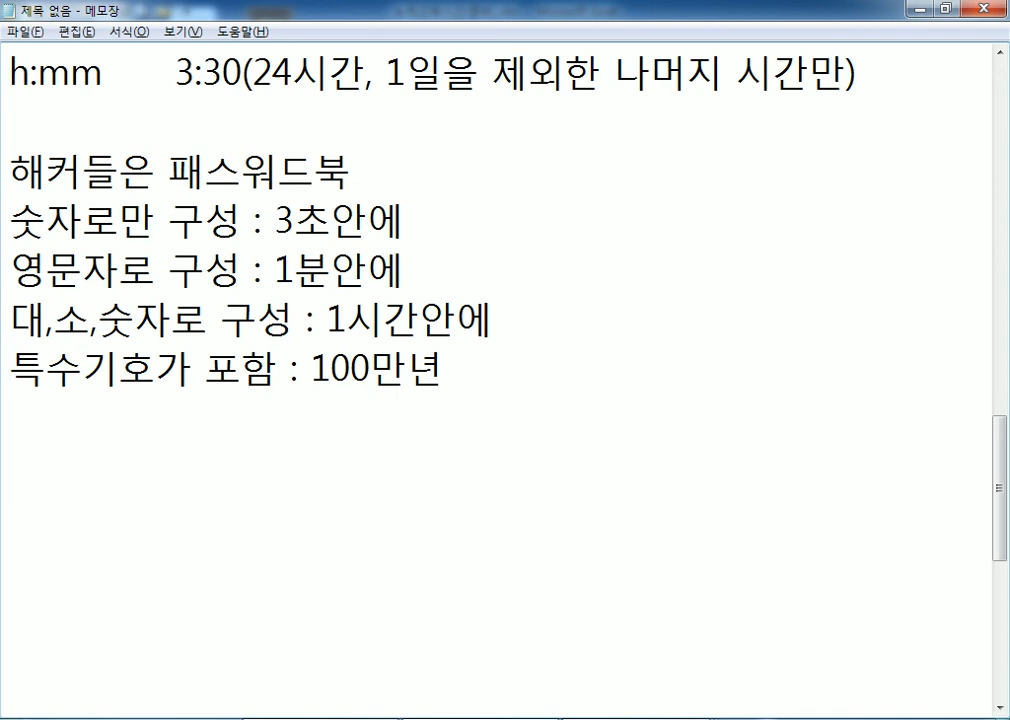 제목 없음 - 메모장
파일(F) 편집(E) 서식(O) 보기(V) 도움말(H)
h:mm 3:30(24시간, 1일을 제외한 나머지 시간만)
해커들은 패스워드북
숫자로만 구성 : 3초안에
영문자로 구성 : 1분안에
대,소,숫자로 구성 : 1시간안에
특수기호가 포함 : 100만년